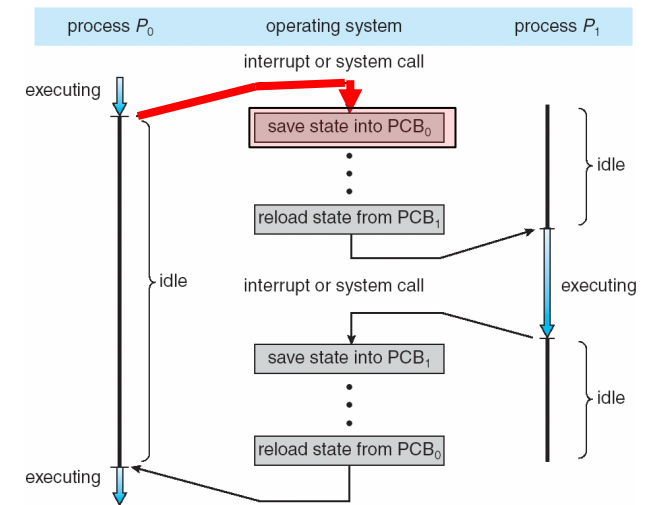 process P0 operating system process P1
interrupt or system call
executing
save state into PCB0
idle
reload state from PCB1
idle
interrupt or system call
executing
save state into PCB1
idle
reload state from PCB0
executing